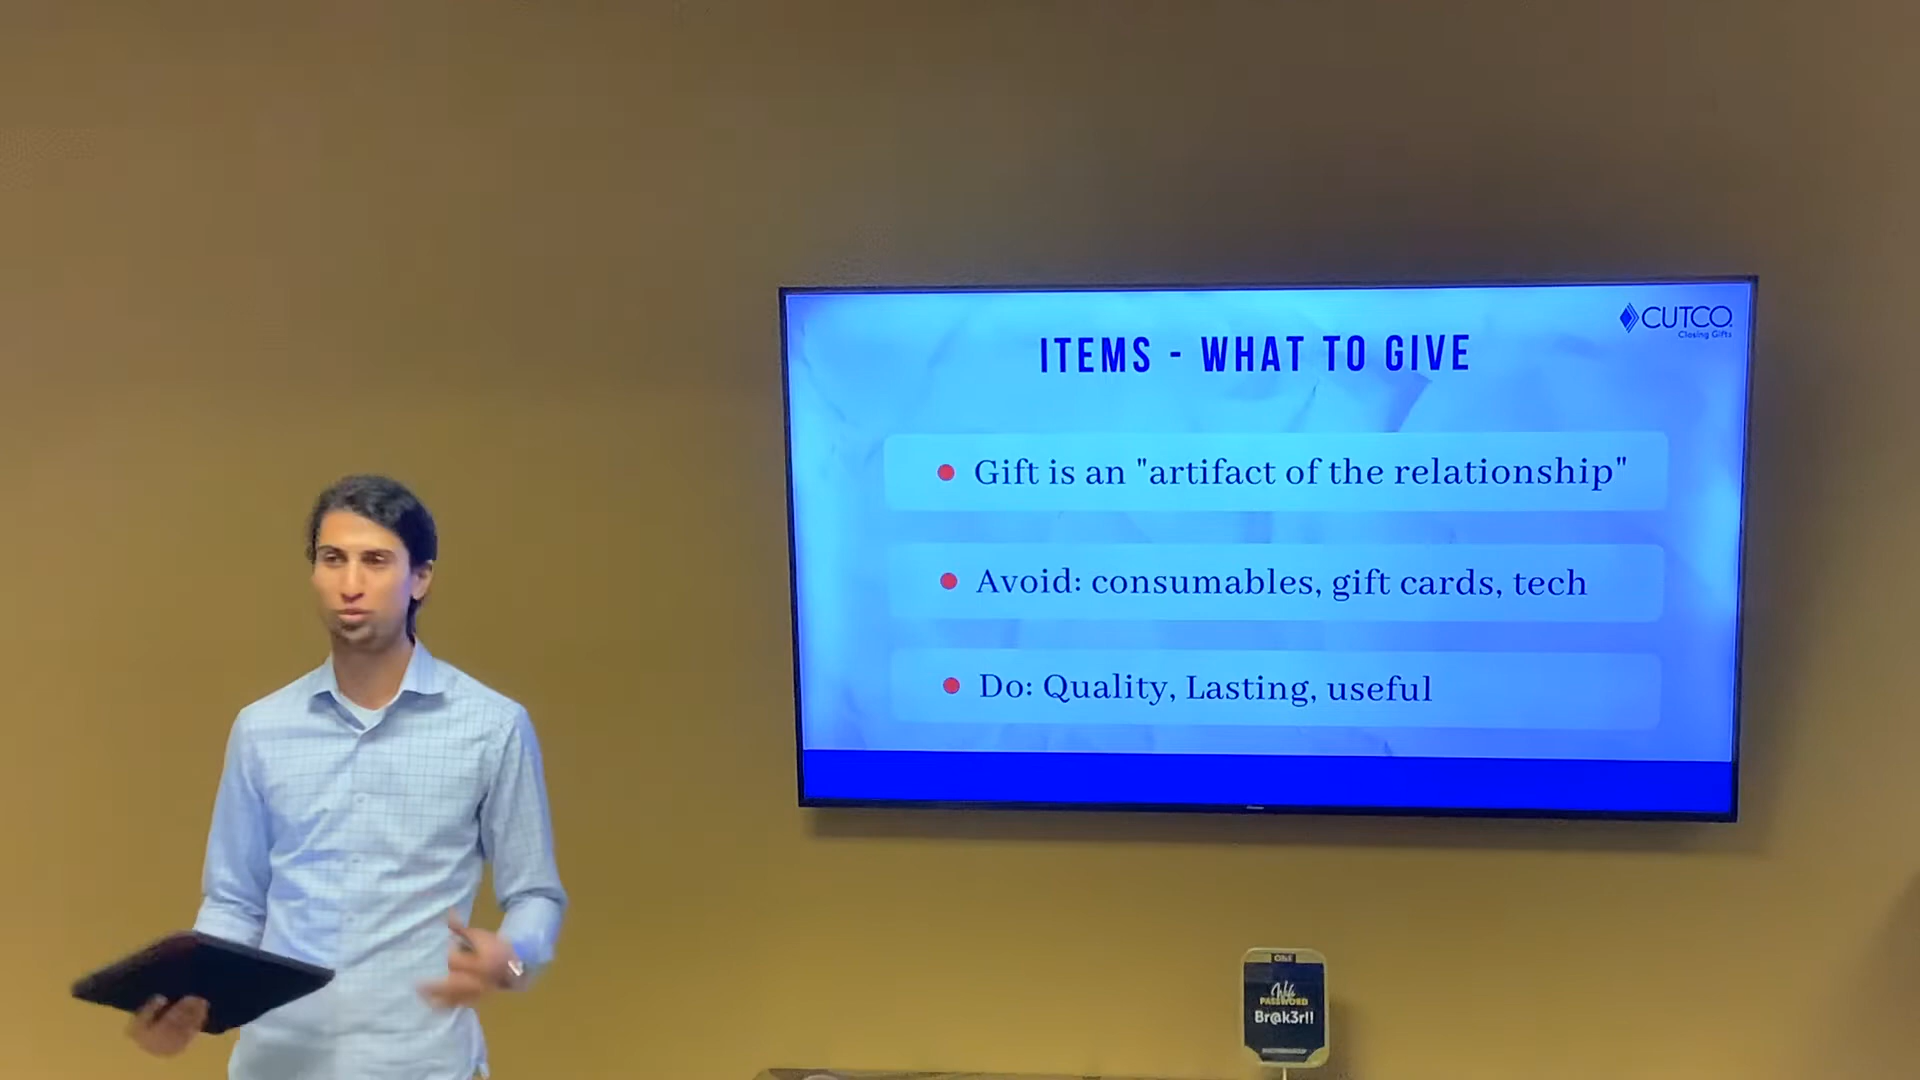 CUTCO
Closing Gifts
ITEMS - WHAT TO GIVE
Gift is an "artifact of the relationship"
Avoid: consumables, gift cards, tech
Do: Quality, Lasting, useful
Wifi
PASSWORD
Br@k3r!!